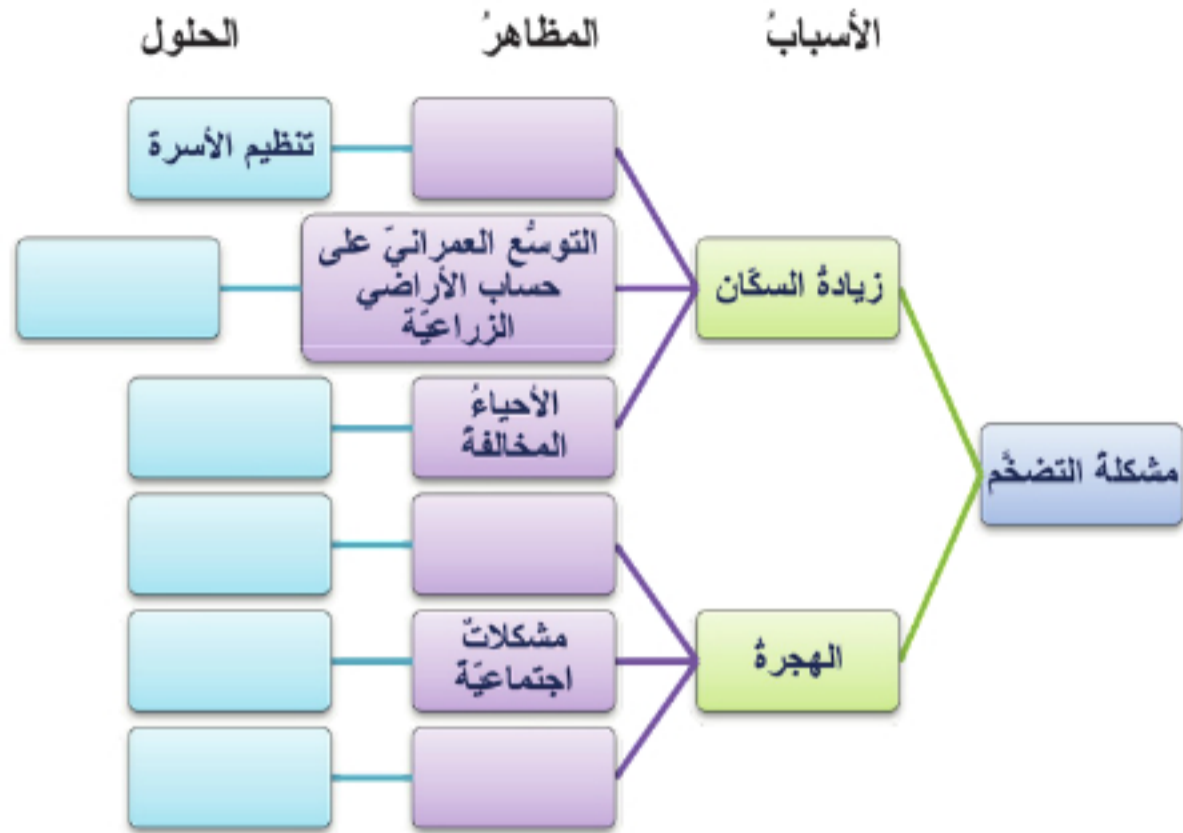 الأسبابُ
المظاهرُ
الحلول
مشكلة التضخَّم
زيادةُ السكَّان
تنظيم الأسرة
التوسُّع العمرانيّ على
حساب الأراضي
الزراعيّة
الأحياءُ
المخالفة
الهجرةُ
مشكلاتٌ
اجتماعيّة